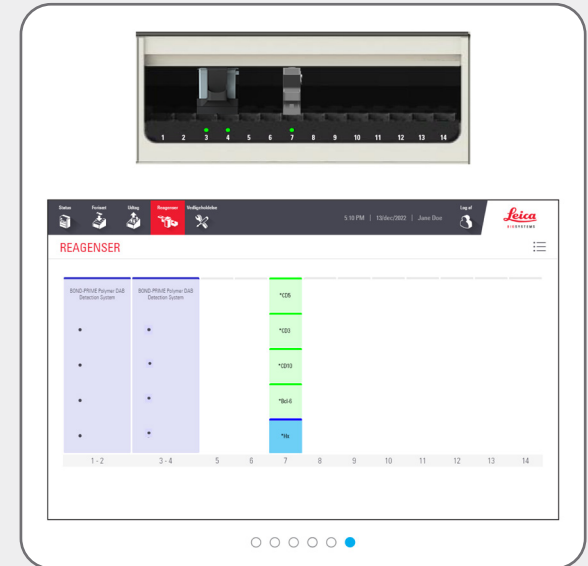 1 2 3 4 5 6 7 8 9 10 11 12 13 14
Status Farvet Udtag Reagenser Vedligeholdelse
5:10 PM | 13/dec/2022 | Jane Doe
Log af
Leica
BIOSYSTEMS
REAGENSER
BOND-PRIME Polymer DAB
Detection System
BOND-PRIME Polymer DAB
Detection System
*CD5
*CD3
*CD10
*Bcl-6
1 - 2 3 - 4 5 6 7 8 9 10 11 12 13 14